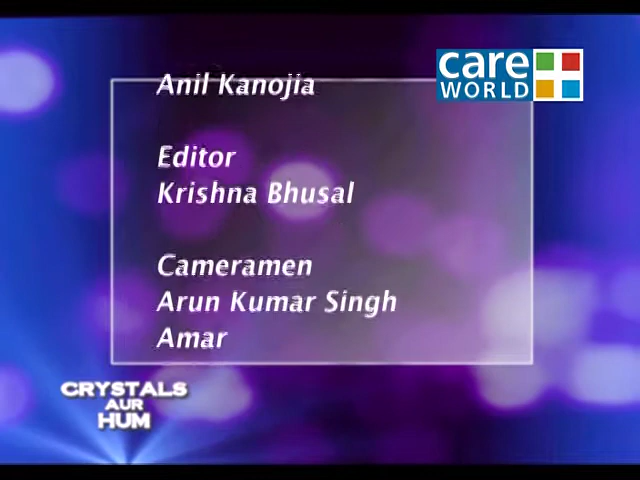 care
WORLD
Anil Kanojia
Editor
Krishna Bhusal
Cameramen
Arun Kumar Singh
Amar
CRYSTALS
AUR
HUM